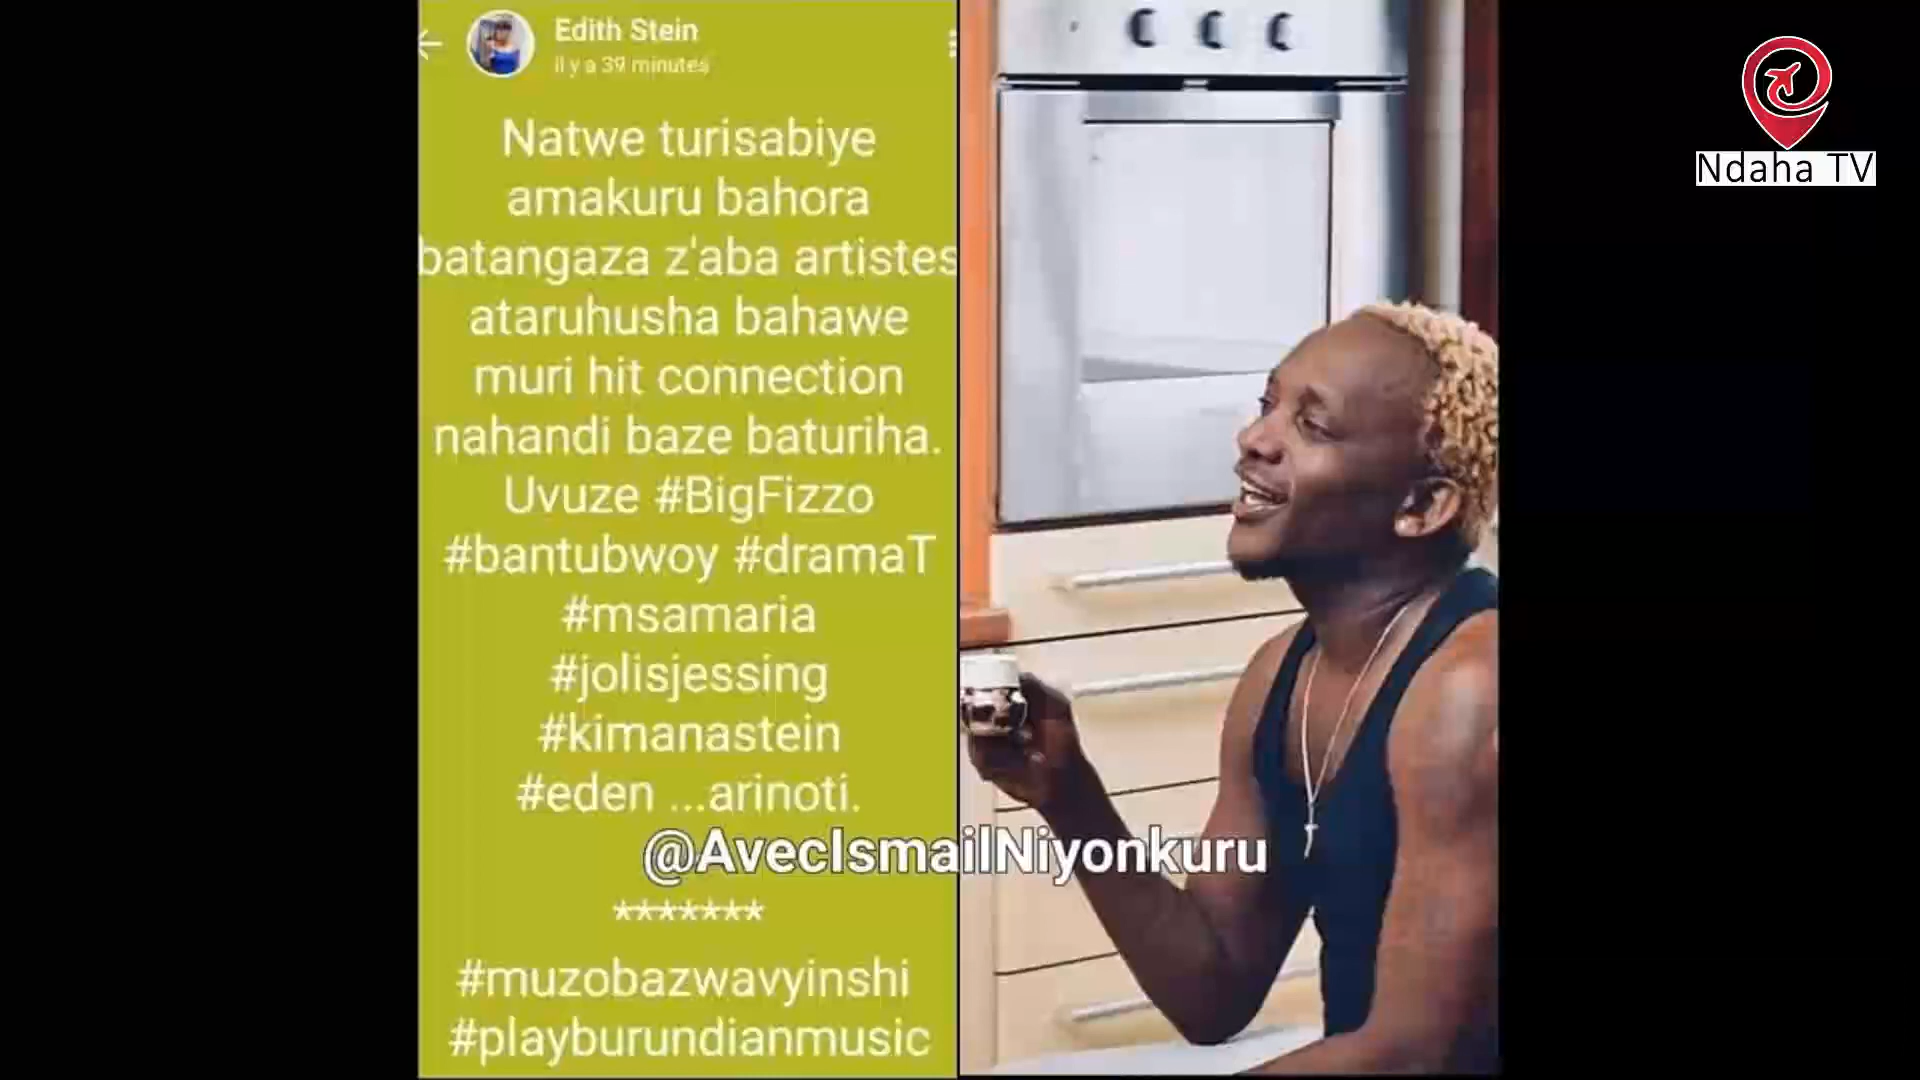 Edith Stein
il y a 39 minutes
Natwe turisabiye
amakuru bahora
batangaza z'aba artistes
ataruhusha bahawe
muri hit connection
nahandi baze baturiha.
Uvuze #BigFizzo
#bantubwoy #dramaT
#msamaria
#jolisjessing
#kimanastein
#eden ...arinoti.
@AvecIsmailNiyonkuru
*******
#muzobazwavyinshi
#playburundianmusic
Ndaha TV